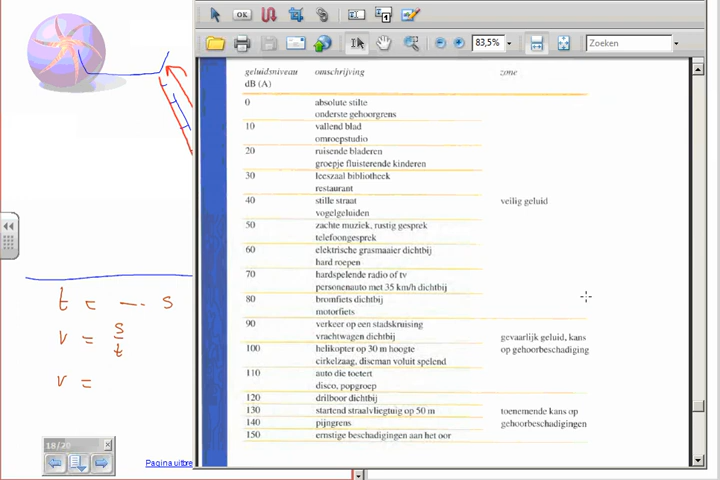 OK
83,5%
Zoeken
geluidsniveau omschrijving zone
dB (A)
0 absolute stilte
onderste gehoorgrens
10 vallend blad
omroepstudio
20 ruisende bladeren
groepje fluisterende kinderen
30 leeszaal bibliotheek
restaurant
40 stille straat veilig geluid
vogelgeluiden
50 zachte muziek, rustig gesprek
telefoongesprek
60 elektrische grasmaaier dichtbij
hard roepen
70 hardspelende radio of tv
personenauto met 35 km/h dichtbij
80 bromfiets dichtbij
motorfiets
90 verkeer op een stadskruising
vrachtwagen dichtbij gevaarlijk geluid, kans
100 helikopter op 30 m hoogte op gehoorbeschadiging
cirkelzaag, discman voluit spelend
110 auto die toetert
disco, popgroep
120 drilboor dichtbij
130 startend straalvliegtuig op 50 m toenemende kans op
140 pijngrens gehoorbeschadigingen
150 ernstige beschadigingen aan het oor
t = ... s
v = s/t
v =
18/20
Pagina uitbre